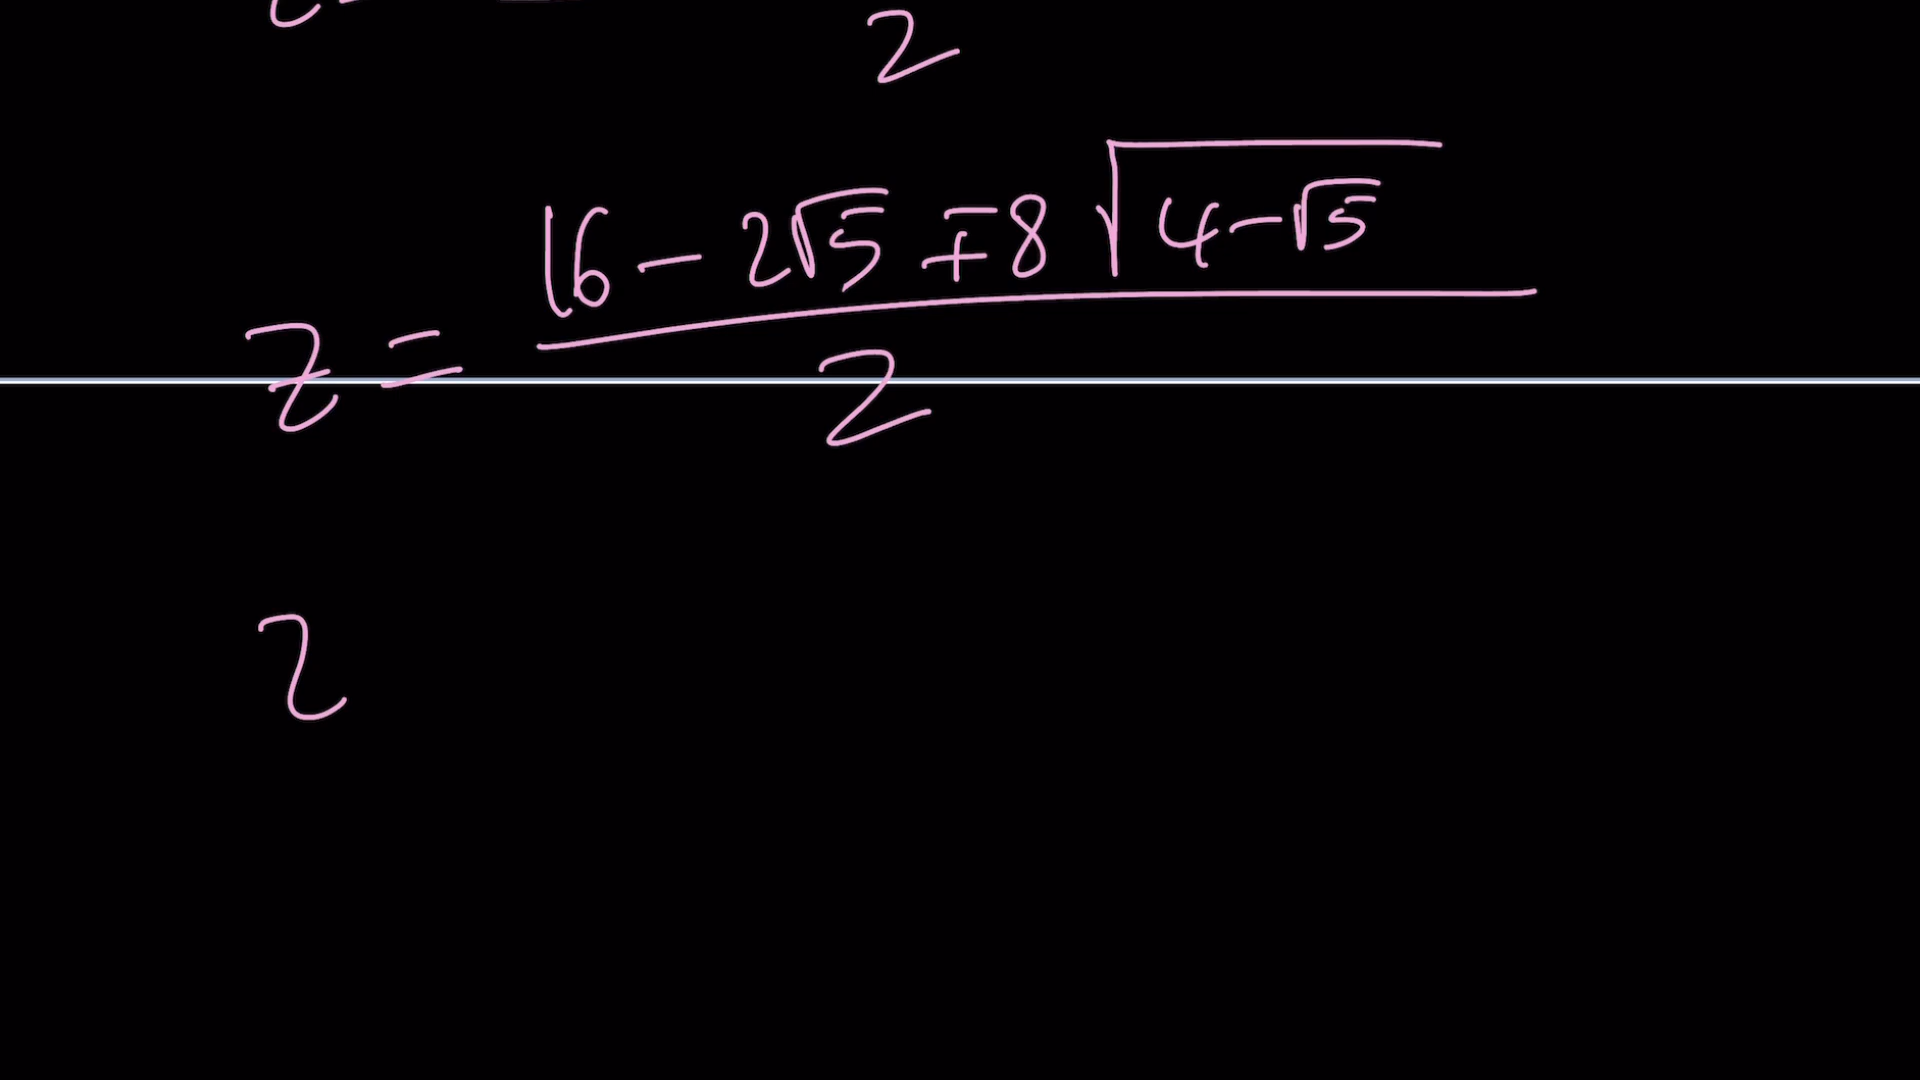 2
z = (16 - 2√5 ∓ 8√(4-√5)) / 2
z